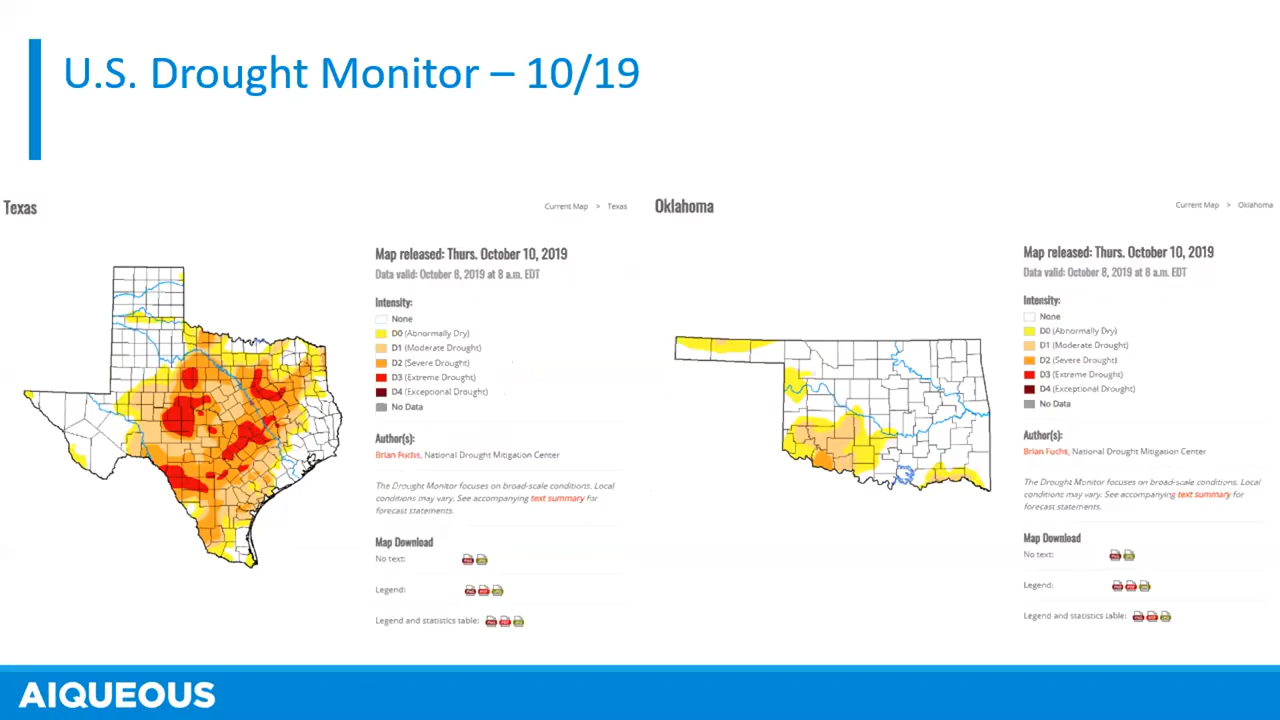 U.S. Drought Monitor – 10/19
Texas
Current Map > Texas
Map released: Thurs. October 10, 2019
Data valid: October 8, 2019 at 8 a.m. EDT
Intensity:
None
D0 (Abnormally Dry)
D1 (Moderate Drought)
D2 (Severe Drought)
D3 (Extreme Drought)
D4 (Exceptional Drought)
No Data
Author(s):
Brian Fuchs, National Drought Mitigation Center
The Drought Monitor focuses on broad-scale conditions. Local
conditions may vary. See accompanying text summary for
forecast statements.
Map Download
No text:
Legend:
Legend and statistics table:
Oklahoma
Current Map > Oklahoma
Map released: Thurs. October 10, 2019
Data valid: October 8, 2019 at 8 a.m. EDT
Intensity:
None
D0 (Abnormally Dry)
D1 (Moderate Drought)
D2 (Severe Drought)
D3 (Extreme Drought)
D4 (Exceptional Drought)
No Data
Author(s):
Brian Fuchs, National Drought Mitigation Center
The Drought Monitor focuses on broad-scale conditions. Local
conditions may vary. See accompanying text summary for
forecast statements.
Map Download
No text:
Legend:
Legend and statistics table:
AIQUEOUS